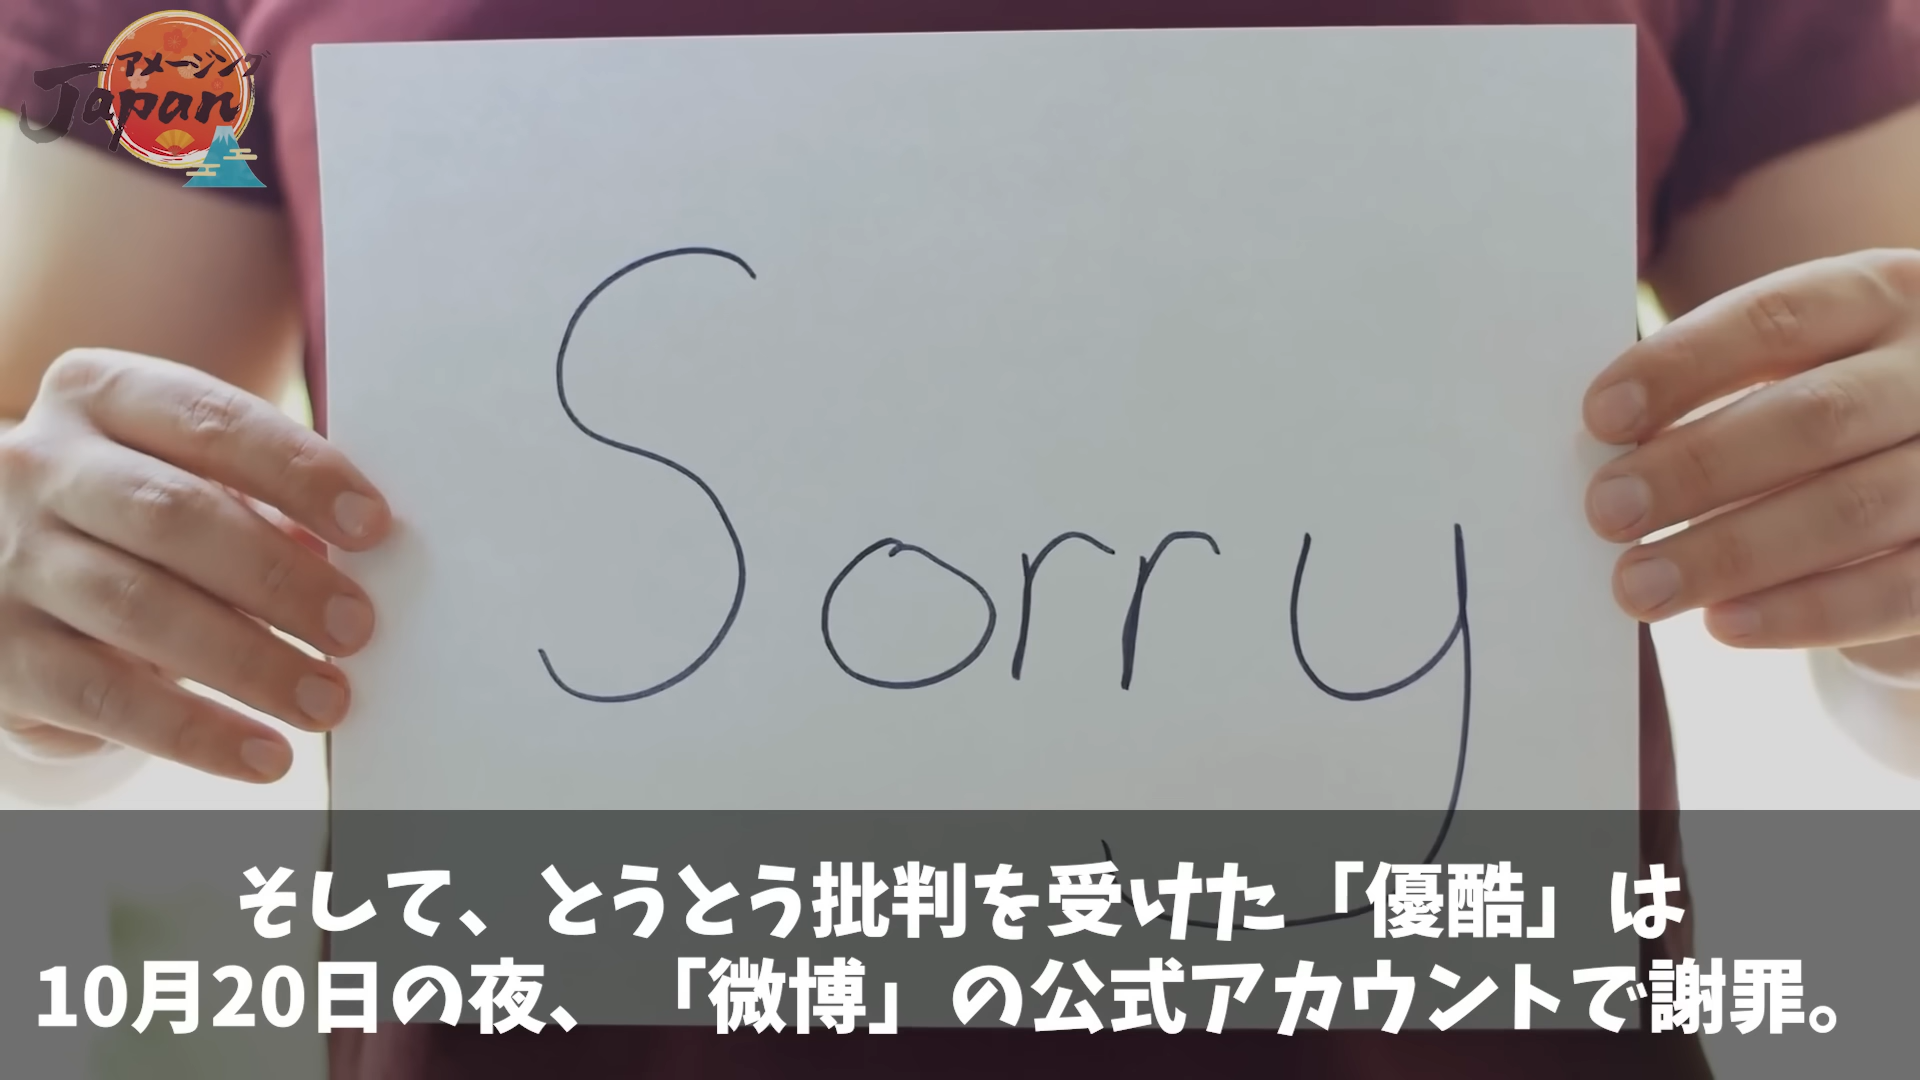 アメージング
Japan
Sorry
そして、とうとう批判を受けた「優酷」は
10月20日の夜、「微博」の公式アカウントで謝罪。